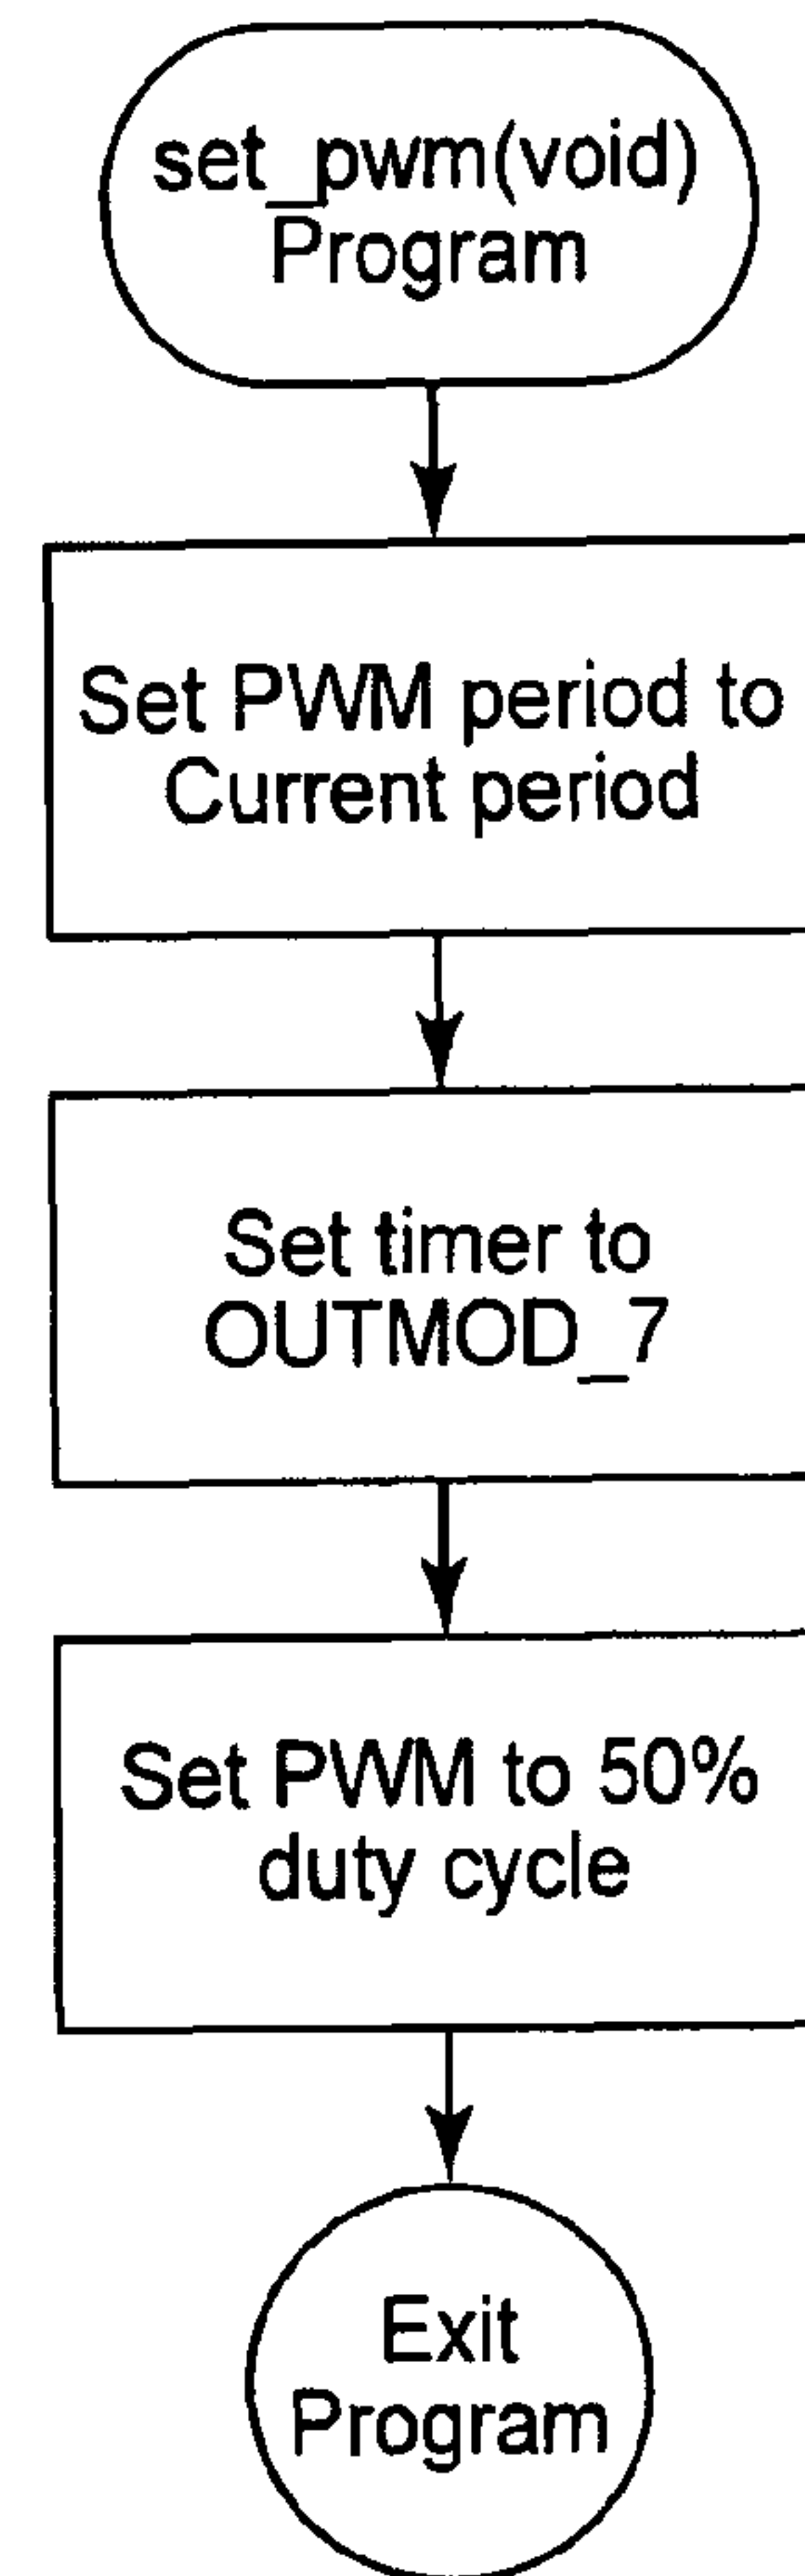 set_pwm(void)
Program
Set PWM period to
Current period
Set timer to
OUTMOD_7
Set PWM to 50%
duty cycle
Exit
Program